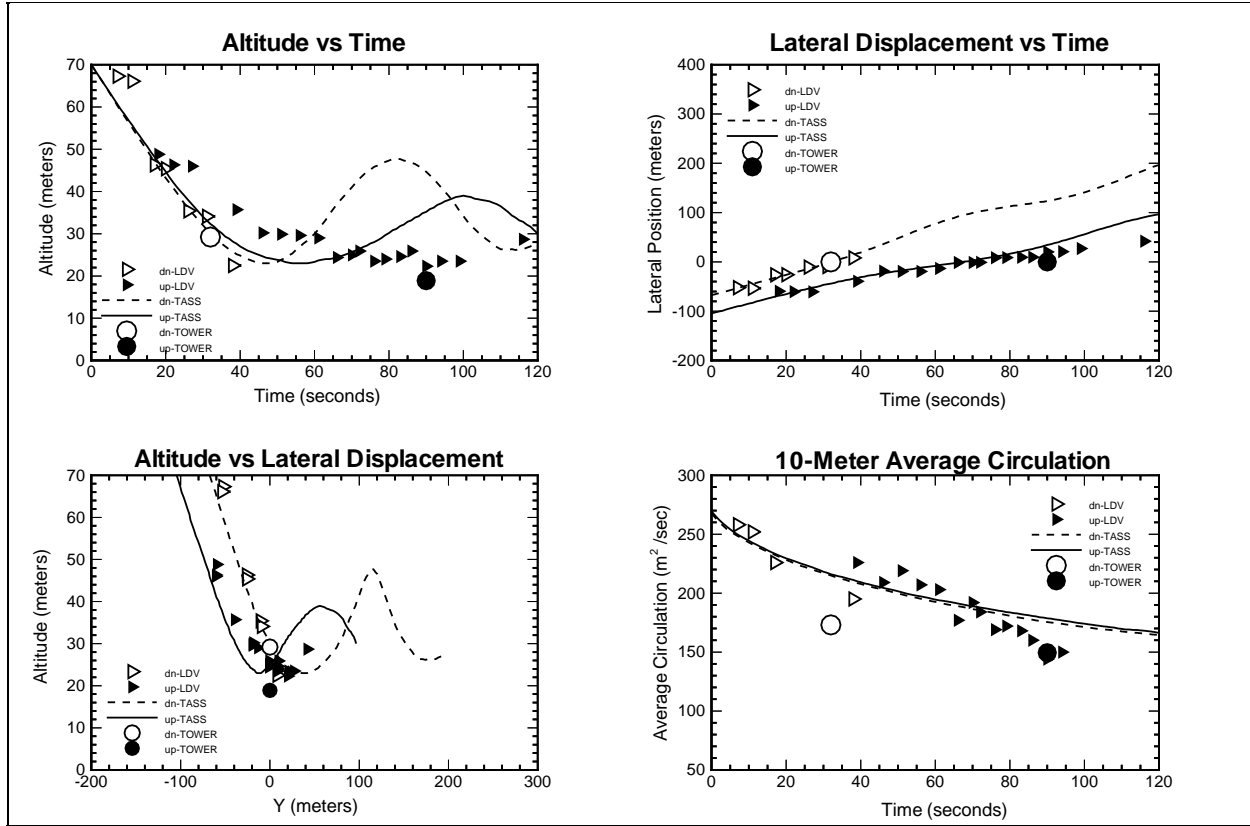 Altitude vs Time
70
60
50
40
30
20
10
0
Altitude (meters)
dn-LDV
up-LDV
dn-TASS
up-TASS
dn-TOWER
up-TOWER
0 20 40 60 80 100 120
Time (seconds)
Lateral Displacement vs Time
400
300
200
100
0
-100
-200
Lateral Position (meters)
dn-LDV
up-LDV
dn-TASS
up-TASS
dn-TOWER
up-TOWER
0 20 40 60 80 100 120
Time (seconds)
Altitude vs Lateral Displacement
70
60
50
40
30
20
10
0
Altitude (meters)
dn-LDV
up-LDV
dn-TASS
up-TASS
dn-TOWER
up-TOWER
-200 -100 0 100 200 300
Y (meters)
10-Meter Average Circulation
300
250
200
150
100
50
Average Circulation (m² /sec)
dn-LDV
up-LDV
dn-TASS
up-TASS
dn-TOWER
up-TOWER
0 20 40 60 80 100 120
Time (seconds)